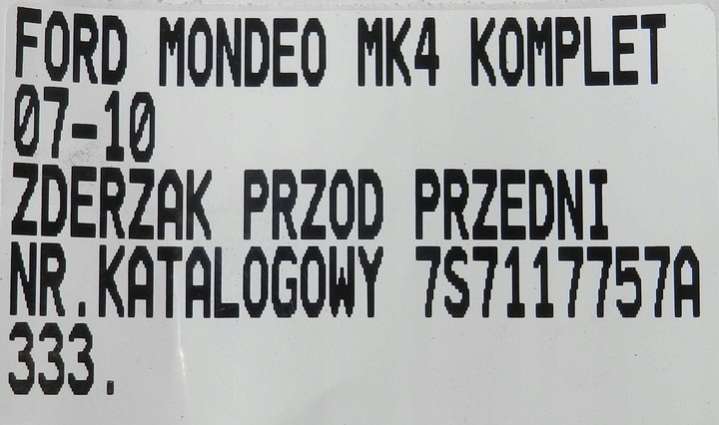 FORD MONDEO MK4 KOMPLET
07-10
ZDERZAK PRZOD PRZEDNI
NR.KATALOGOWY 7S7117757A
333.